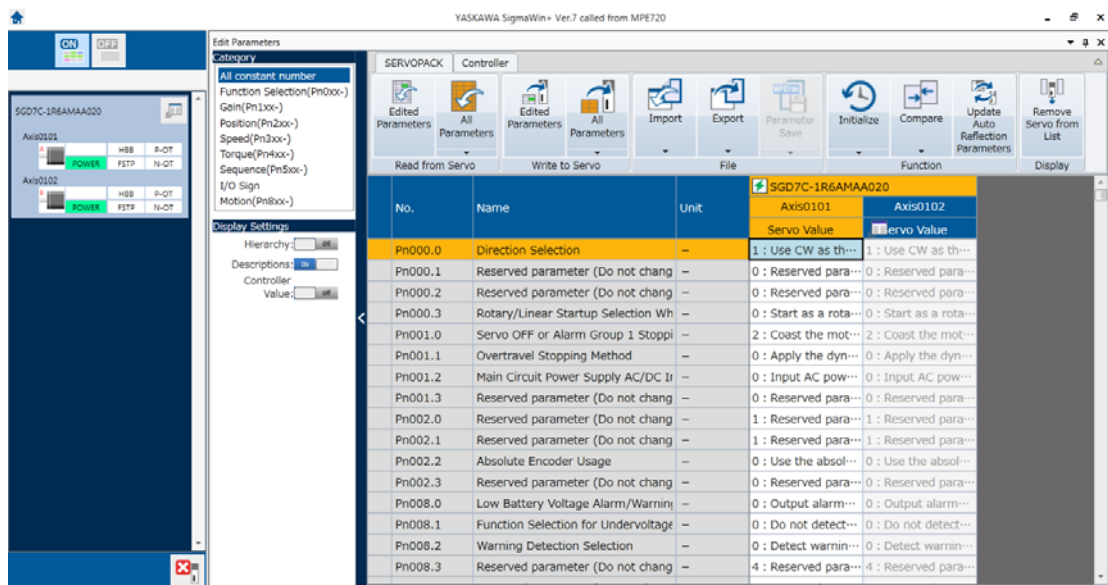 YASKAWA SigmaWin+ Ver.7 called from MPE720
ON OFF
SGD7C-1R6AMAA020
Axis0101
A
HBB P-OT
POWER FSTP N-OT
Axis0102
B
HBB P-OT
POWER FSTP N-OT
Edit Parameters
Category
All constant number
Function Selection(Pn0xx-)
Gain(Pn1xx-)
Position(Pn2xx-)
Speed(Pn3xx-)
Torque(Pn4xx-)
Sequence(Pn5xx-)
I/O Sign
Motion(Pn8xx-)
Display Settings
Hierarchy: Off
Descriptions: On
Controller
Value: Off
SERVOPACK Controller
Edited Parameters
All Parameters
Read from Servo
Edited Parameters
All Parameters
Write to Servo
Import
Export
Parameter Save
File
Initialize
Compare
Update Auto Reflection Parameters
Function
Remove Servo from List
Display
SGD7C-1R6AMAA020
No. Name Unit Axis0101 Axis0102
Servo Value ervo Value
Pn000.0 Direction Selection – 1 : Use CW as th··· 1 : Use CW as th···
Pn000.1 Reserved parameter (Do not chang – 0 : Reserved para··· 0 : Reserved para···
Pn000.2 Reserved parameter (Do not chang – 0 : Reserved para··· 0 : Reserved para···
Pn000.3 Rotary/Linear Startup Selection Wh – 0 : Start as a rota··· 0 : Start as a rota···
Pn001.0 Servo OFF or Alarm Group 1 Stoppi – 2 : Coast the mot··· 2 : Coast the mot···
Pn001.1 Overtravel Stopping Method – 0 : Apply the dyn··· 0 : Apply the dyn···
Pn001.2 Main Circuit Power Supply AC/DC Ir – 0 : Input AC pow··· 0 : Input AC pow···
Pn001.3 Reserved parameter (Do not chang – 0 : Reserved para··· 0 : Reserved para···
Pn002.0 Reserved parameter (Do not chang – 1 : Reserved para··· 1 : Reserved para···
Pn002.1 Reserved parameter (Do not chang – 1 : Reserved para··· 1 : Reserved para···
Pn002.2 Absolute Encoder Usage – 0 : Use the absol··· 0 : Use the absol···
Pn002.3 Reserved parameter (Do not chang – 0 : Reserved para··· 0 : Reserved para···
Pn008.0 Low Battery Voltage Alarm/Warning – 0 : Output alarm··· 0 : Output alarm···
Pn008.1 Function Selection for Undervoltage – 0 : Do not detect··· 0 : Do not detect···
Pn008.2 Warning Detection Selection – 0 : Detect warnin··· 0 : Detect warnin···
Pn008.3 Reserved parameter (Do not chang – 4 : Reserved para··· 4 : Reserved para···